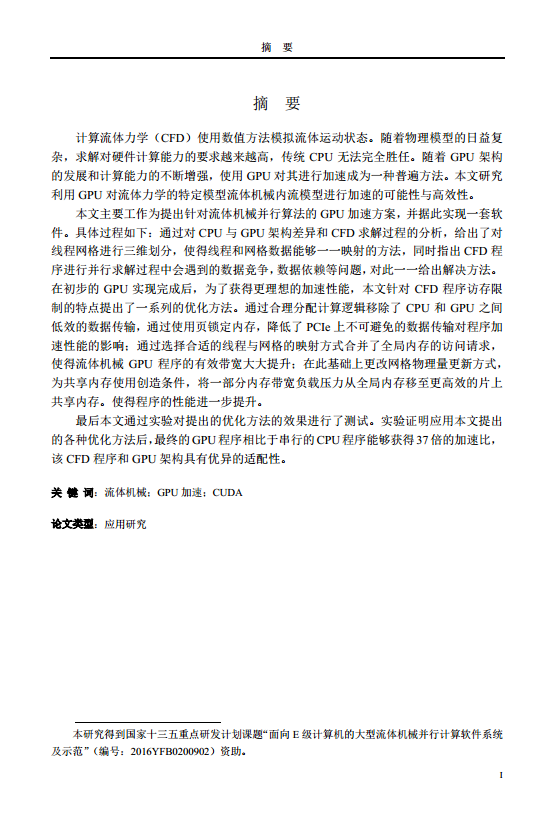 摘 要
摘 要
计算流体力学（CFD）使用数值方法模拟流体运动状态。随着物理模型的日益复
杂，求解对硬件计算能力的要求越来越高，传统 CPU 无法完全胜任。随着 GPU 架构
的发展和计算能力的不断增强，使用 GPU 对其进行加速成为一种普遍方法。本文研究
利用 GPU 对流体力学的特定模型流体机械内流模型进行加速的可能性与高效性。
本文主要工作为提出针对流体机械并行算法的 GPU 加速方案，并据此实现一套软
件。具体过程如下：通过对 CPU 与 GPU 架构差异和 CFD 求解过程的分析，给出了对
线程网格进行三维划分，使得线程和网格数据能够一一映射的方法，同时指出 CFD 程
序进行并行求解过程中会遇到的数据竞争，数据依赖等问题，对此一一给出解决方法。
在初步的 GPU 实现完成后，为了获得更理想的加速性能，本文针对 CFD 程序访存限
制的特点提出了一系列的优化方法。通过合理分配计算逻辑移除了 CPU 和 GPU 之间
低效的数据传输，通过使用页锁定内存，降低了 PCIe 上不可避免的数据传输对程序加
速性能的影响；通过选择合适的线程与网格的映射方式合并了全局内存的访问请求，
使得流体机械 GPU 程序的有效带宽大大提升；在此基础上更改网格物理量更新方式，
为共享内存使用创造条件，将一部分内存带宽负载压力从全局内存移至更高效的片上
共享内存。使得程序的性能进一步提升。
最后本文通过实验对提出的优化方法的效果进行了测试。实验证明应用本文提出
的各种优化方法后，最终的 GPU 程序相比于串行的 CPU 程序能够获得 37 倍的加速比，
该 CFD 程序和 GPU 架构具有优异的适配性。
关 键 词：流体机械；GPU 加速；CUDA
论文类型：应用研究
本研究得到国家十三五重点研发计划课题“面向 E 级计算机的大型流体机械并行计算软件系统
及示范”（编号：2016YFB0200902）资助。
I